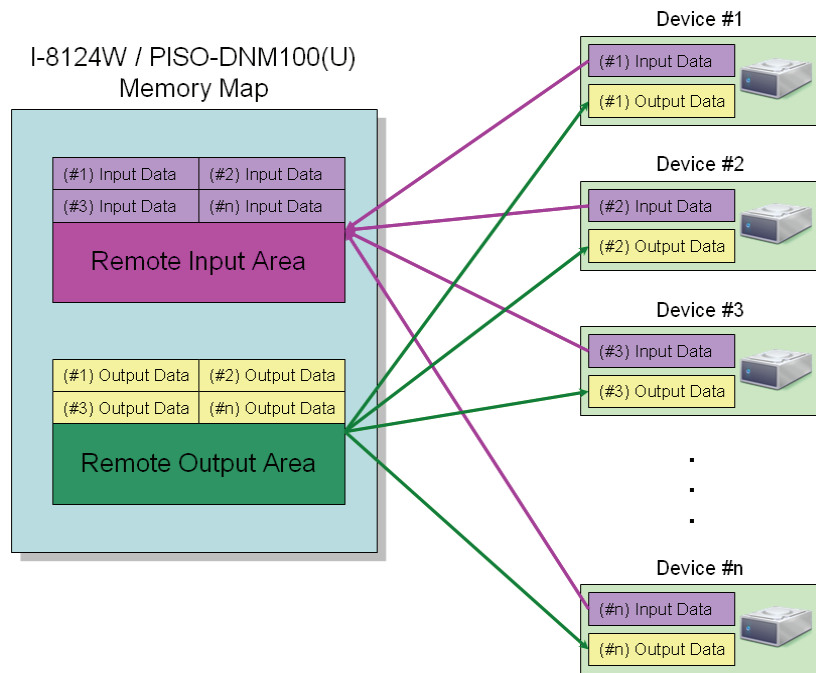 I-8124W / PISO-DNM100(U)
Memory Map
(#1) Input Data (#2) Input Data
(#3) Input Data (#n) Input Data
Remote Input Area
(#1) Output Data (#2) Output Data
(#3) Output Data (#n) Output Data
Remote Output Area
Device #1
(#1) Input Data
(#1) Output Data
Device #2
(#2) Input Data
(#2) Output Data
Device #3
(#3) Input Data
(#3) Output Data
.
.
.
Device #n
(#n) Input Data
(#n) Output Data